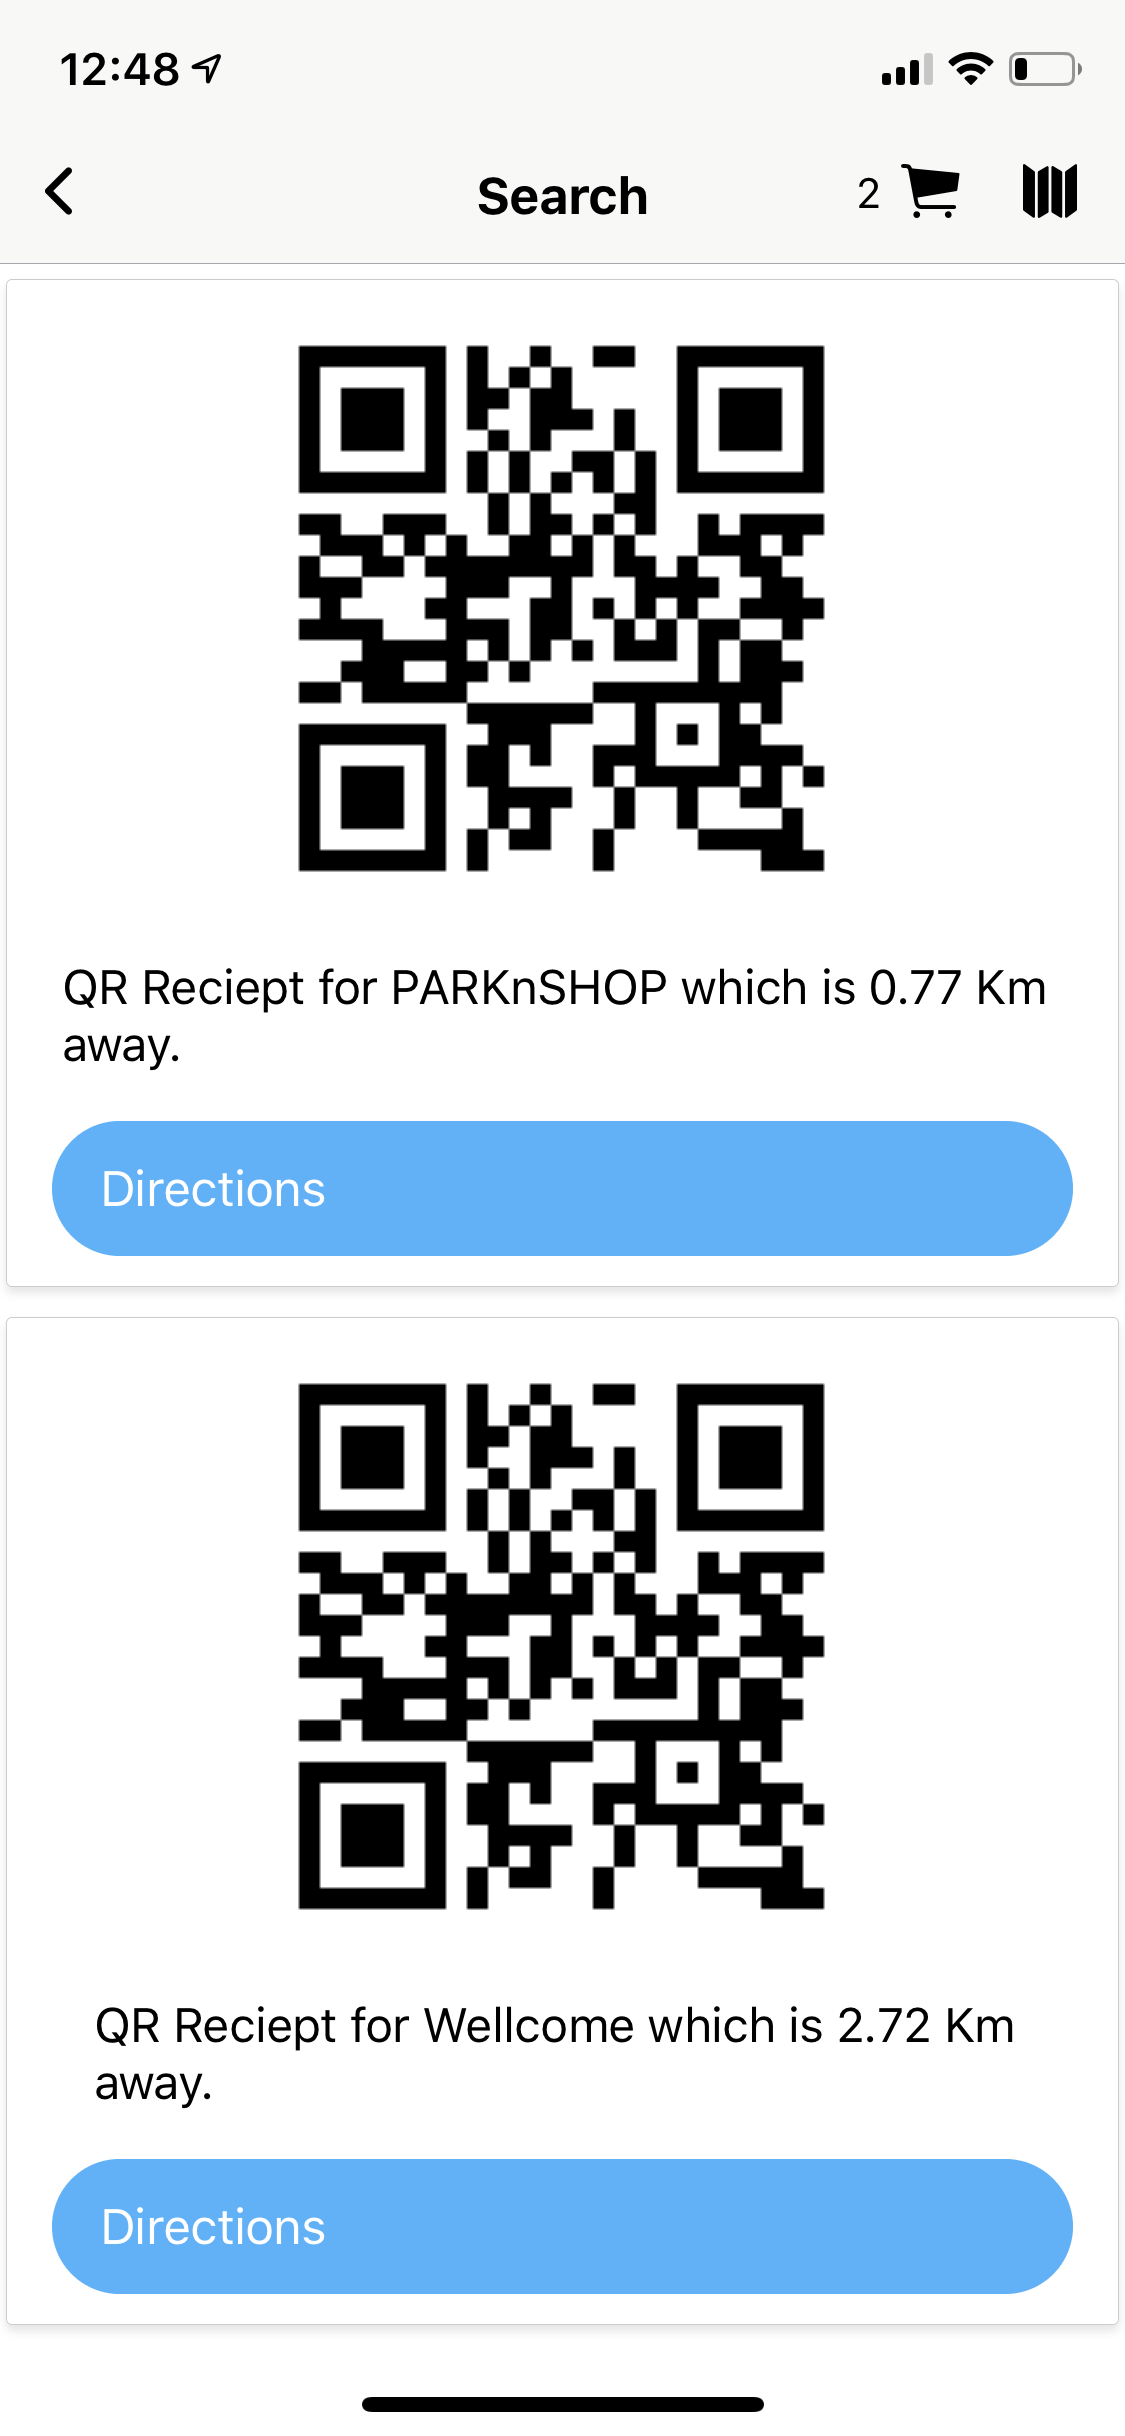 12:48
Search
2
QR Reciept for PARKnSHOP which is 0.77 Km
away.
Directions
QR Reciept for Wellcome which is 2.72 Km
away.
Directions